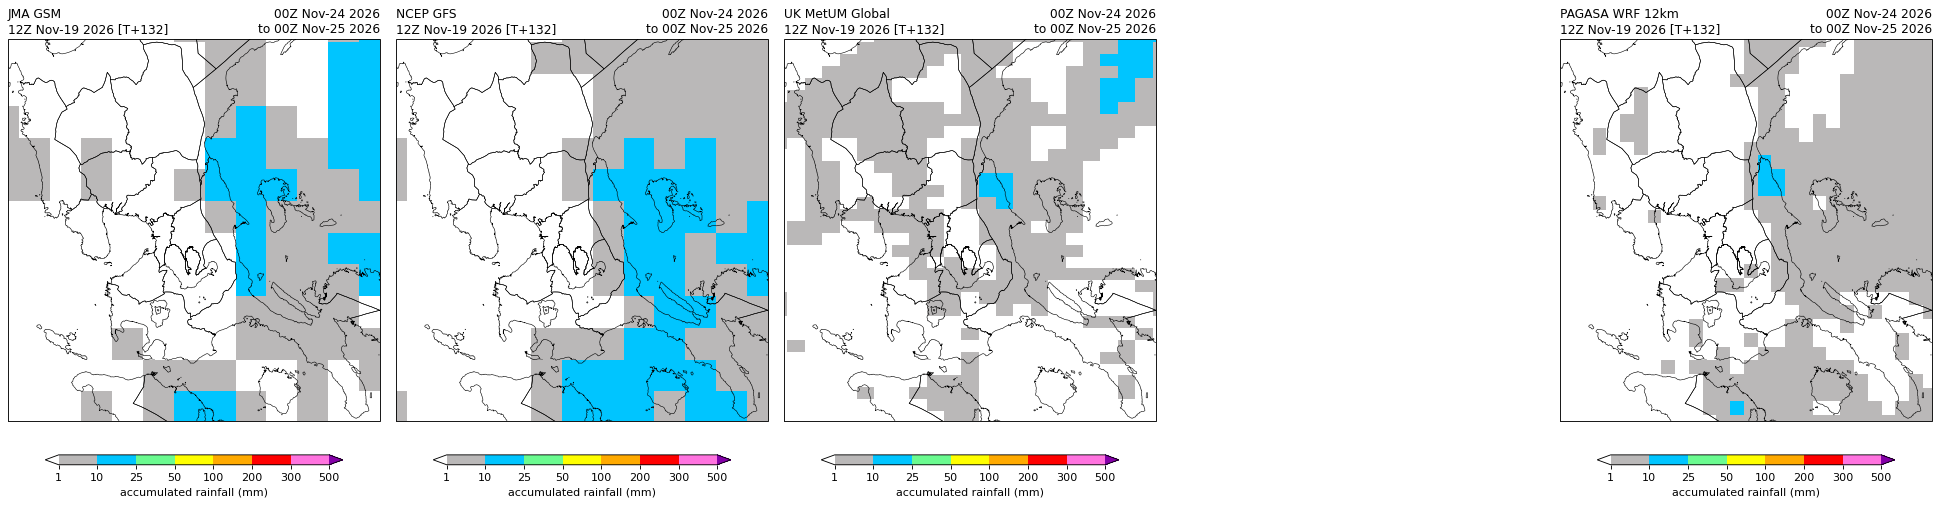 JMA GSM
00Z Nov-24 2026
12Z Nov-19 2026 [T+132]
to 00Z Nov-25 2026
1 10 25 50 100 200 300 500
accumulated rainfall (mm)
NCEP GFS
00Z Nov-24 2026
12Z Nov-19 2026 [T+132]
to 00Z Nov-25 2026
1 10 25 50 100 200 300 500
accumulated rainfall (mm)
UK MetUM Global
00Z Nov-24 2026
12Z Nov-19 2026 [T+132]
to 00Z Nov-25 2026
1 10 25 50 100 200 300 500
accumulated rainfall (mm)
PAGASA WRF 12km
00Z Nov-24 2026
12Z Nov-19 2026 [T+132]
to 00Z Nov-25 2026
1 10 25 50 100 200 300 500
accumulated rainfall (mm)